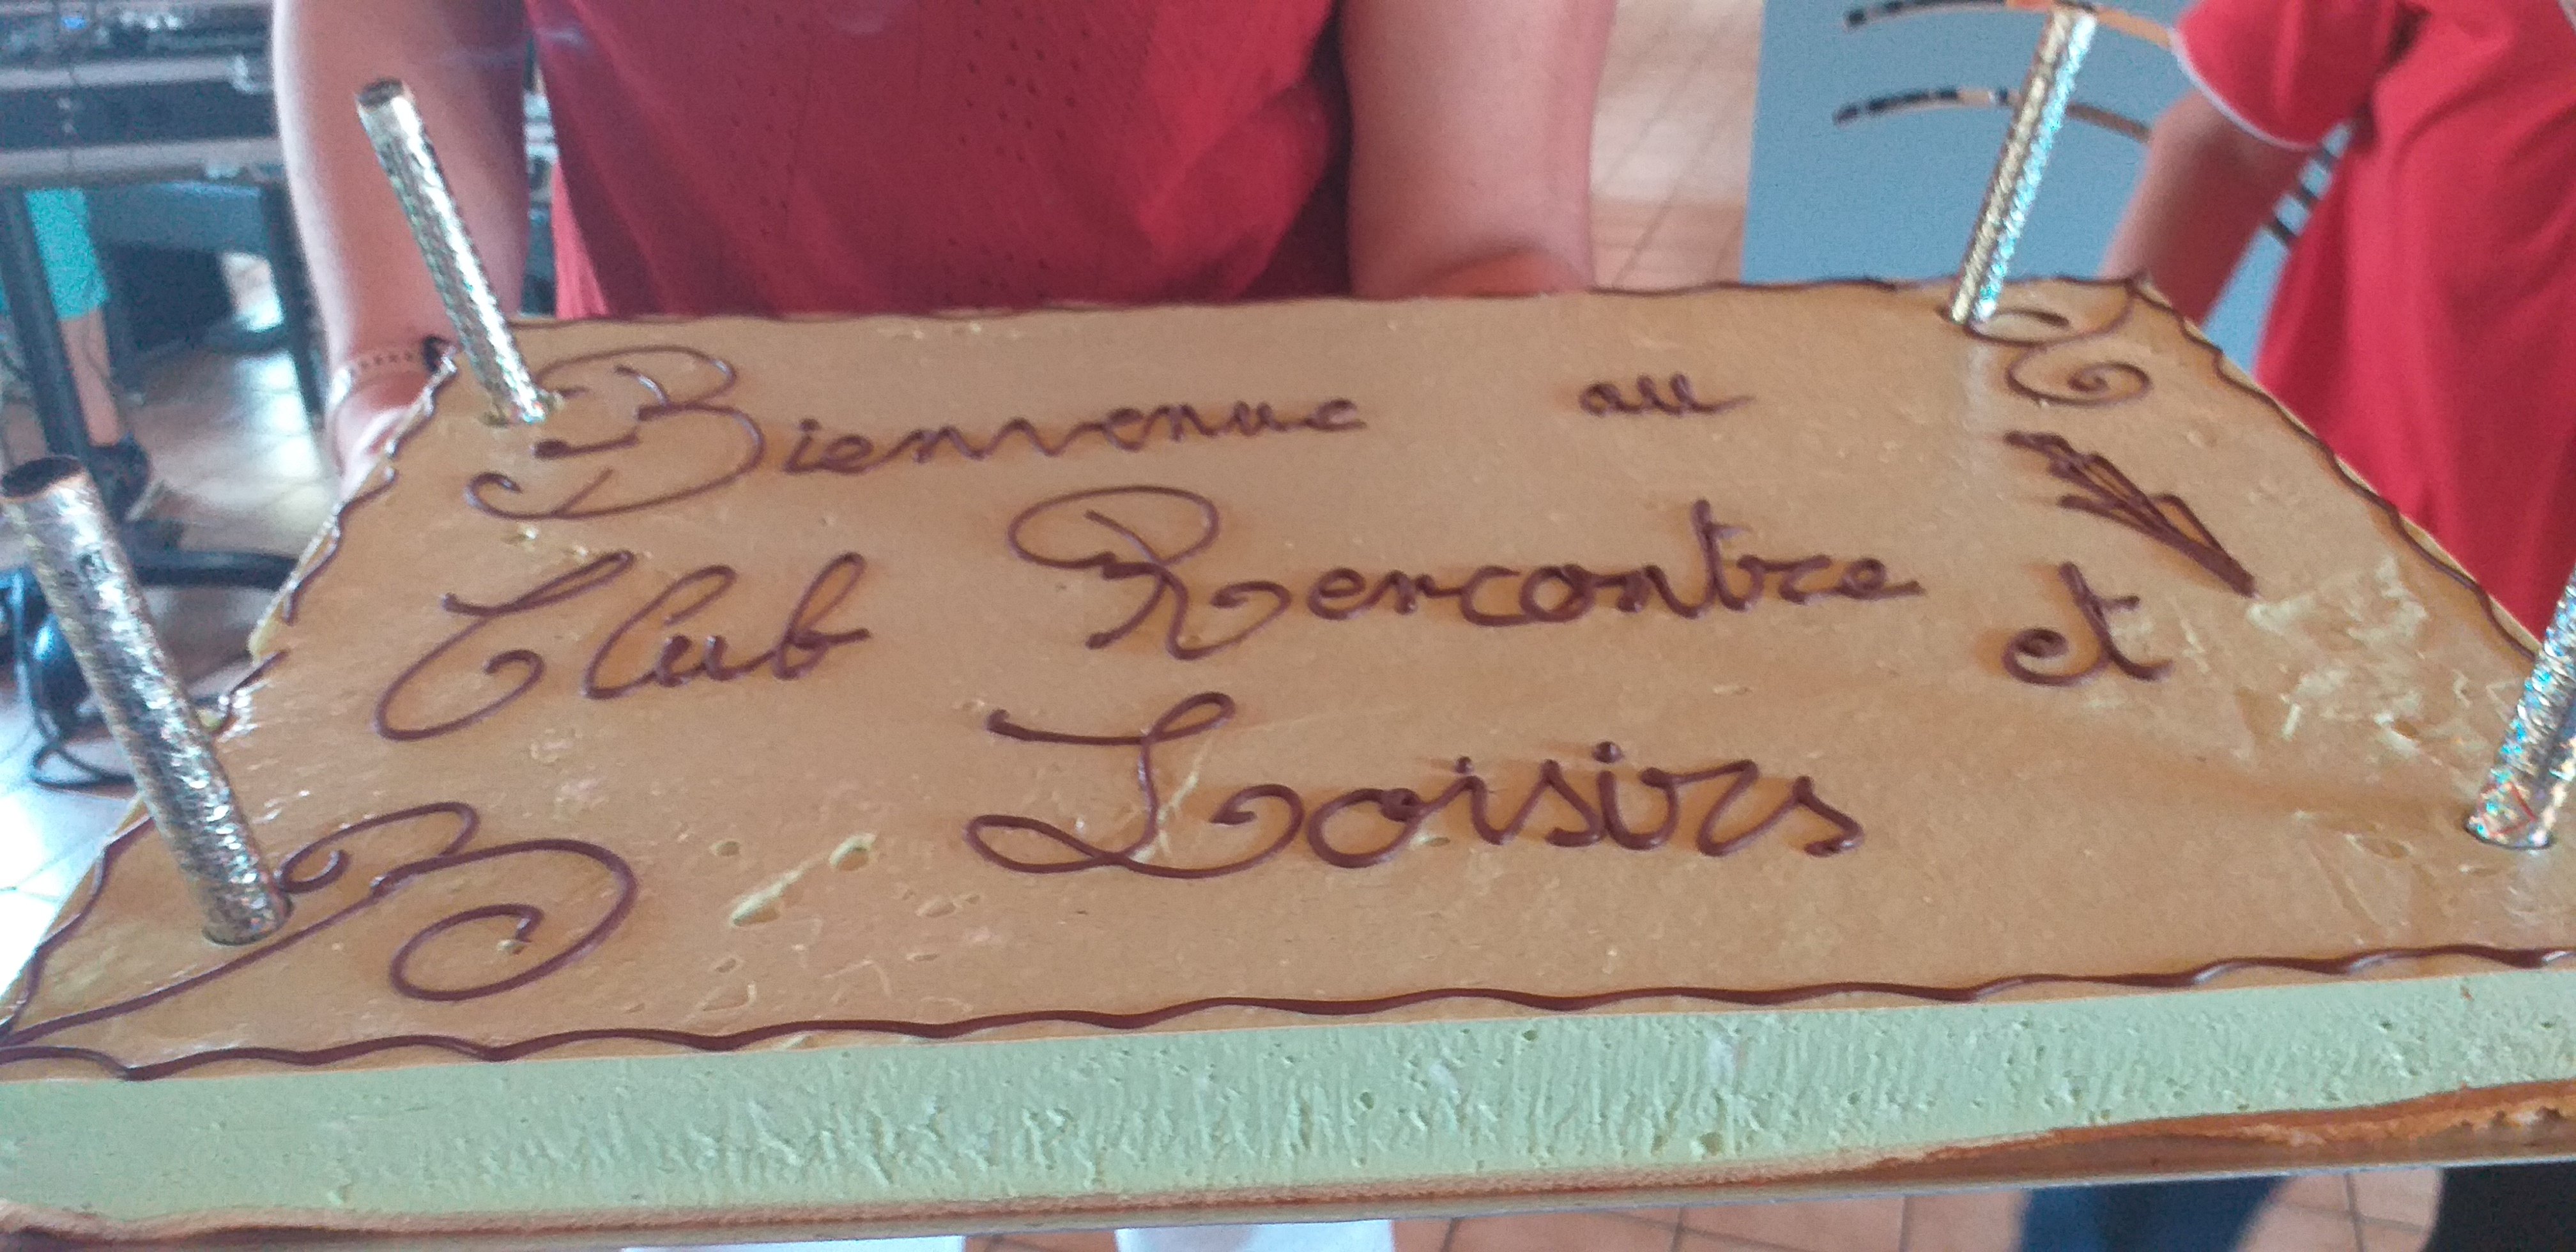 Bienvenue au
Club Rencontre et
Loisirs